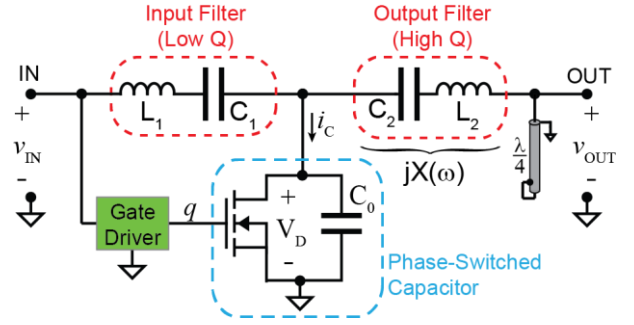 Input Filter
(Low Q)
Output Filter
(High Q)
IN
OUT
L1
C1
C2
L2
iC
+
vIN
-
jX(ω)
λ/4
+
vOUT
-
Gate
Driver
q
+
VD
-
C0
Phase-Switched
Capacitor